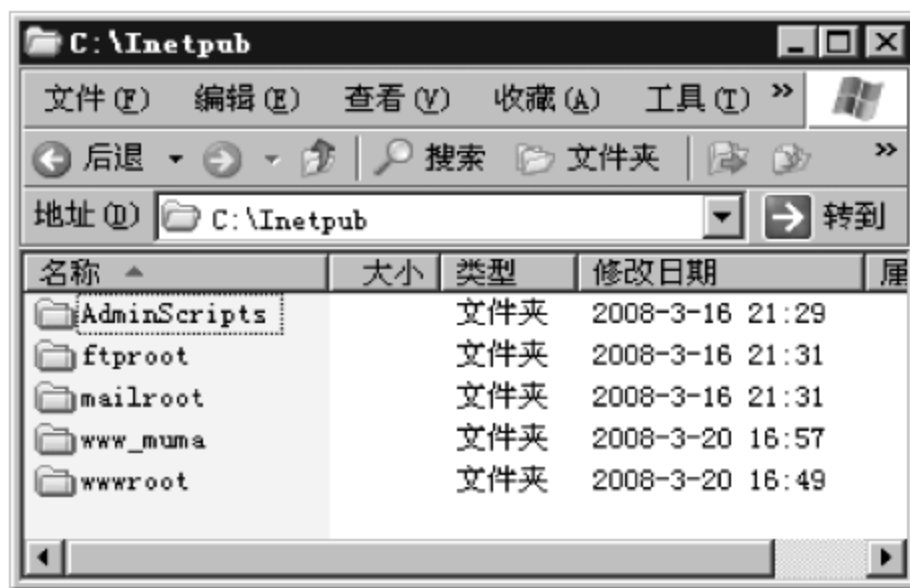 C:\Inetpub
文件(F) 编辑(E) 查看(V) 收藏(A) 工具(T) »
后退 搜索 文件夹 »
地址(D) C:\Inetpub 转到
名称 大小 类型 修改日期 属
AdminScripts 文件夹 2008-3-16 21:29
ftproot 文件夹 2008-3-16 21:31
mailroot 文件夹 2008-3-16 21:31
www_muma 文件夹 2008-3-20 16:57
wwwroot 文件夹 2008-3-20 16:49